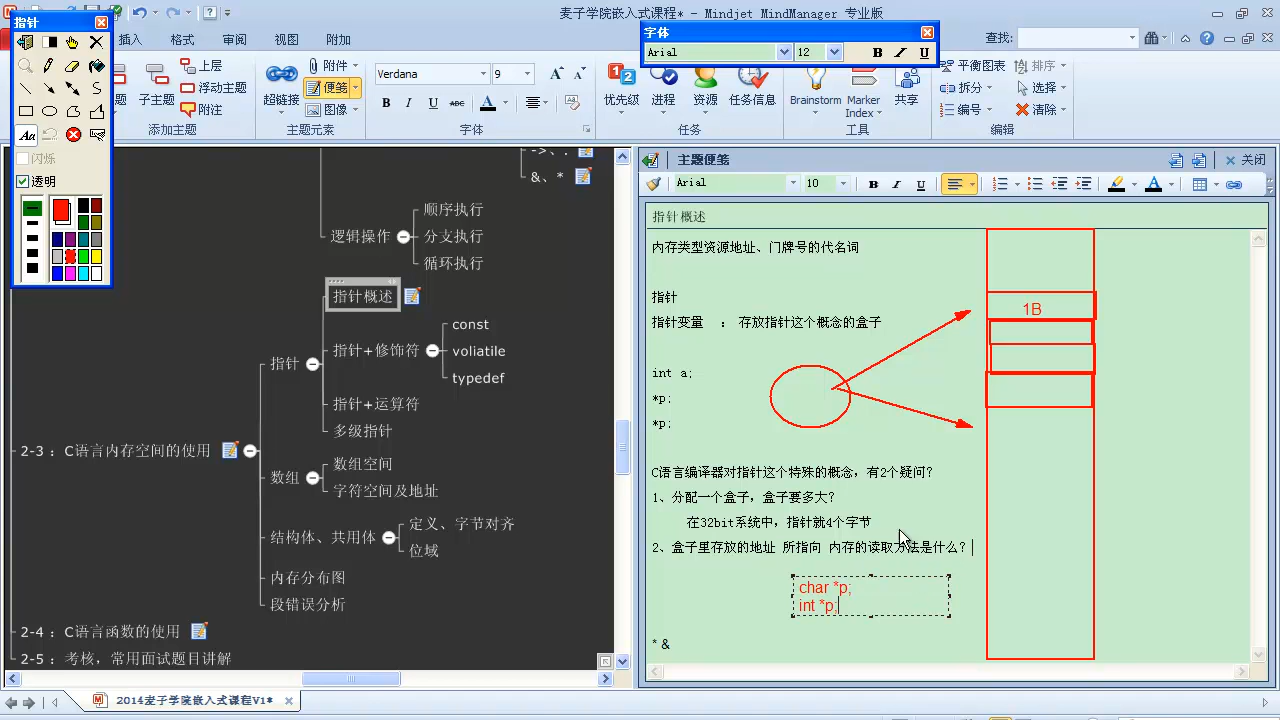 麦子学院嵌入式课程* - Mindjet MindManager 专业版
指针
字体
Arial
12
B
I
U
插入
格式
审阅
视图
附加
查找:
上层
子主题
浮动主题
附注
添加主题
超链接
附件
便笺
图像
主题元素
Verdana
9
B I U ABC A
字体
优先级
进程
资源
任务信息
任务
Brainstorm
Marker Index
共享
工具
平衡图表
拆分
编号
排序
选择
清除
编辑
Aa
闪烁
透明
->、.
&、*
逻辑操作
顺序执行
分支执行
循环执行
指针概述
指针
指针+修饰符
const
voliatile
typedef
指针+运算符
多级指针
2-3 : C语言内存空间的使用
数组
数组空间
字符空间及地址
结构体、共用体
定义、字节对齐
位域
内存分布图
段错误分析
2-4 : C语言函数的使用
2-5 : 考核，常用面试题目讲解
2014麦子学院嵌入式课程V1*
主题便笺
关闭
Arial
10
B I U
指针概述
内存类型资源地址、门牌号的代名词
指针
指针变量 ： 存放指针这个概念的盒子
1B
int a;
*p;
*p;
C语言编译器对指针这个特殊的概念，有2个疑问？
1、分配一个盒子，盒子要多大？
在32bit系统中，指针就4个字节
2、盒子里存放的地址 所指向 内存的读取方法是什么？
char *p;
int *p;
* &